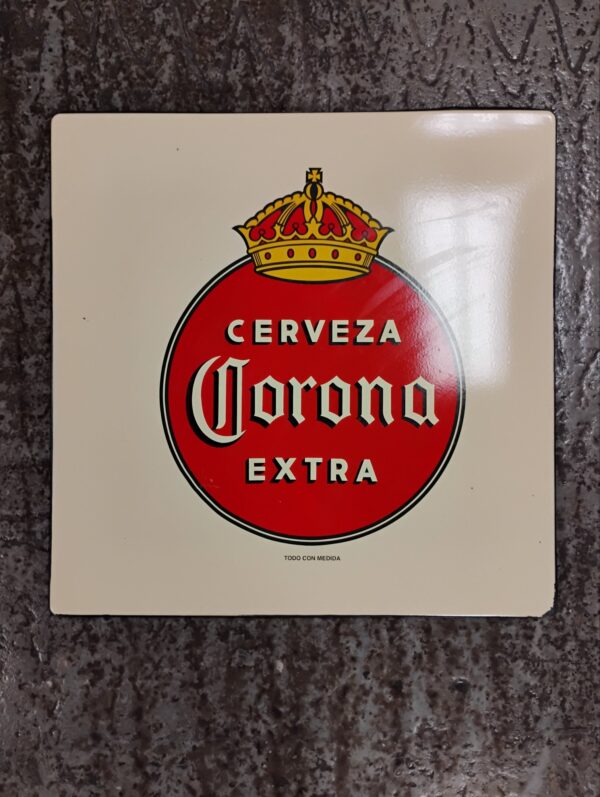 CERVEZA
Corona
EXTRA
TODO CON MEDIDA